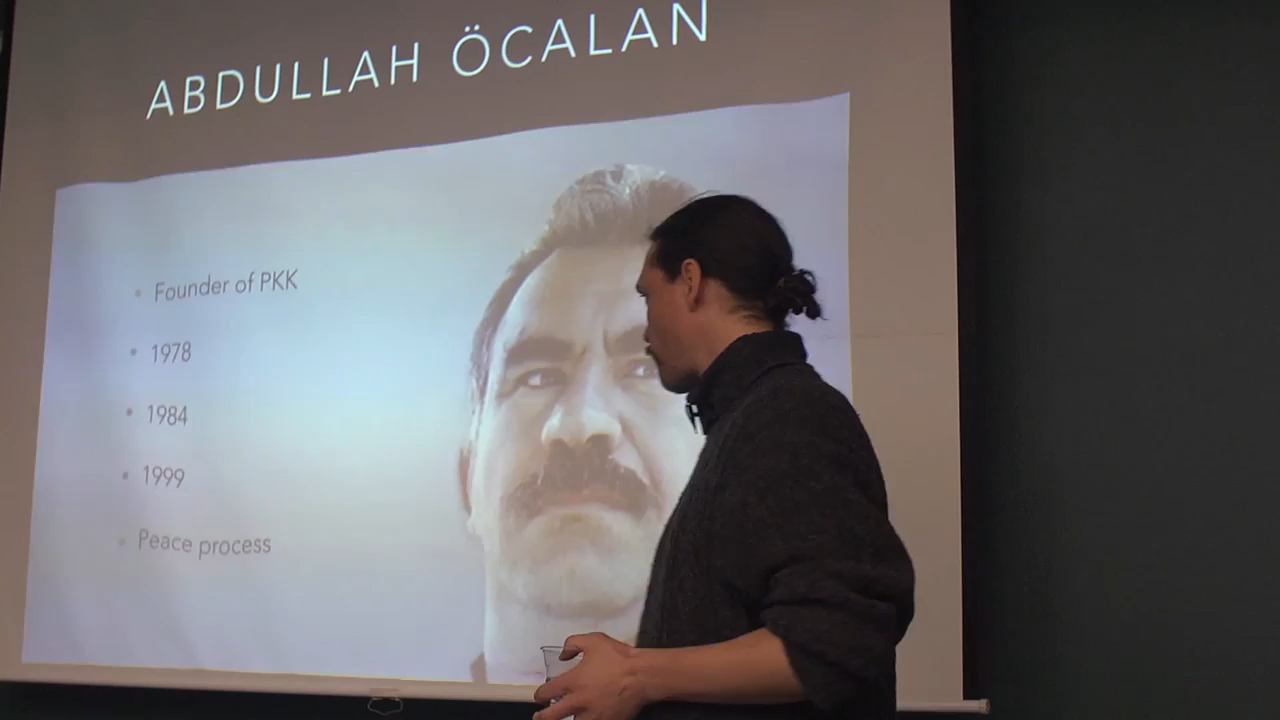 ABDULLAH ÖCALAN
Founder of PKK
1978
1984
1999
Peace process